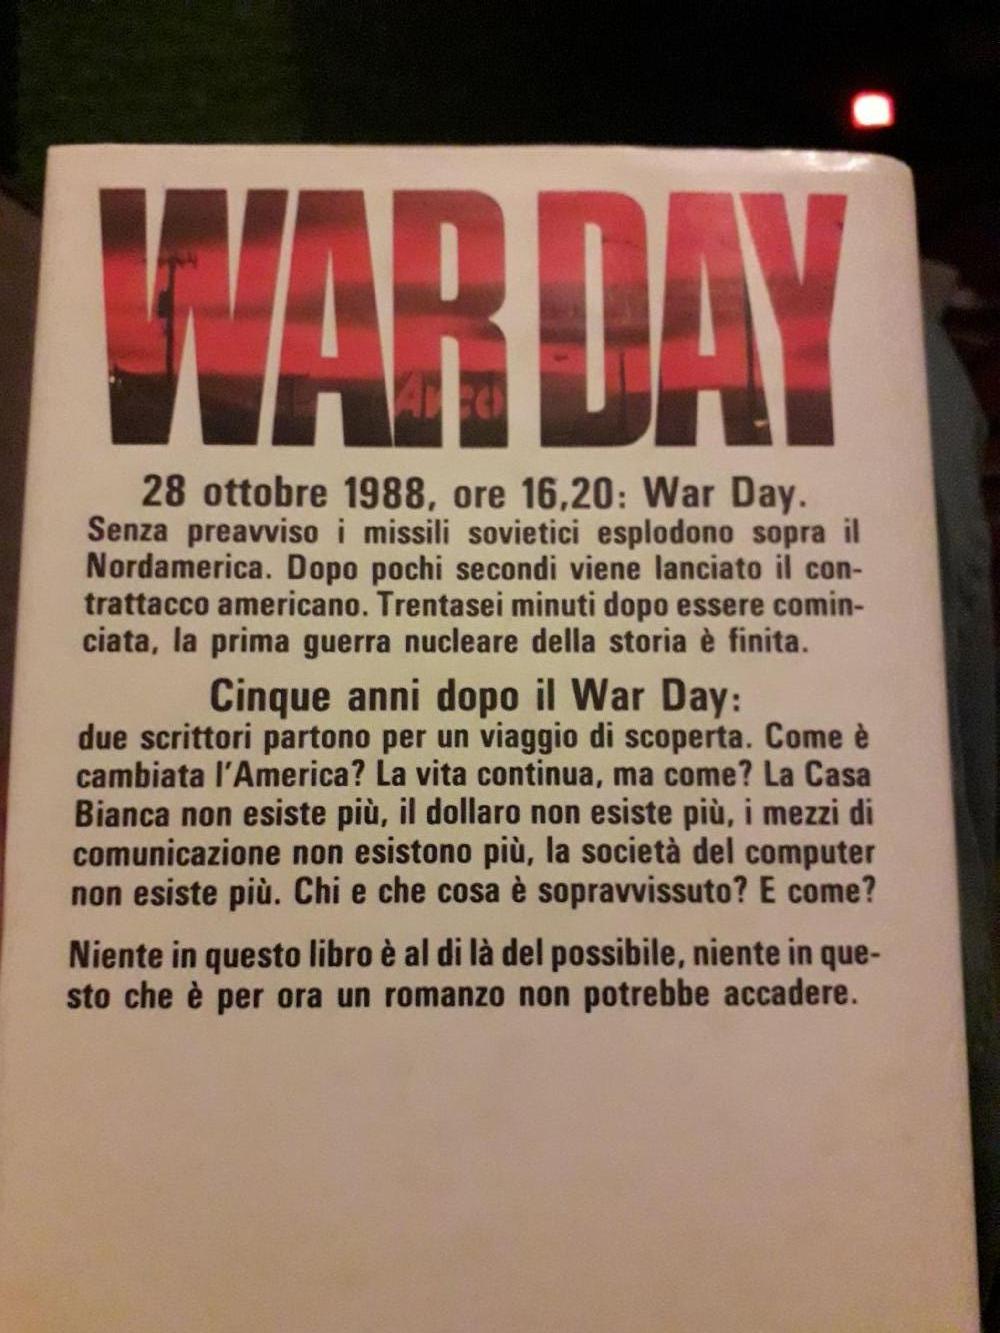 WAR DAY
28 ottobre 1988, ore 16,20: War Day.
Senza preavviso i missili sovietici esplodono sopra il
Nordamerica. Dopo pochi secondi viene lanciato il con-
trattacco americano. Trentasei minuti dopo essere comin-
ciata, la prima guerra nucleare della storia è finita.
Cinque anni dopo il War Day:
due scrittori partono per un viaggio di scoperta. Come è
cambiata l'America? La vita continua, ma come? La Casa
Bianca non esiste più, il dollaro non esiste più, i mezzi di
comunicazione non esistono più, la società del computer
non esiste più. Chi e che cosa è sopravvissuto? E come?
Niente in questo libro è al di là del possibile, niente in que-
sto che è per ora un romanzo non potrebbe accadere.